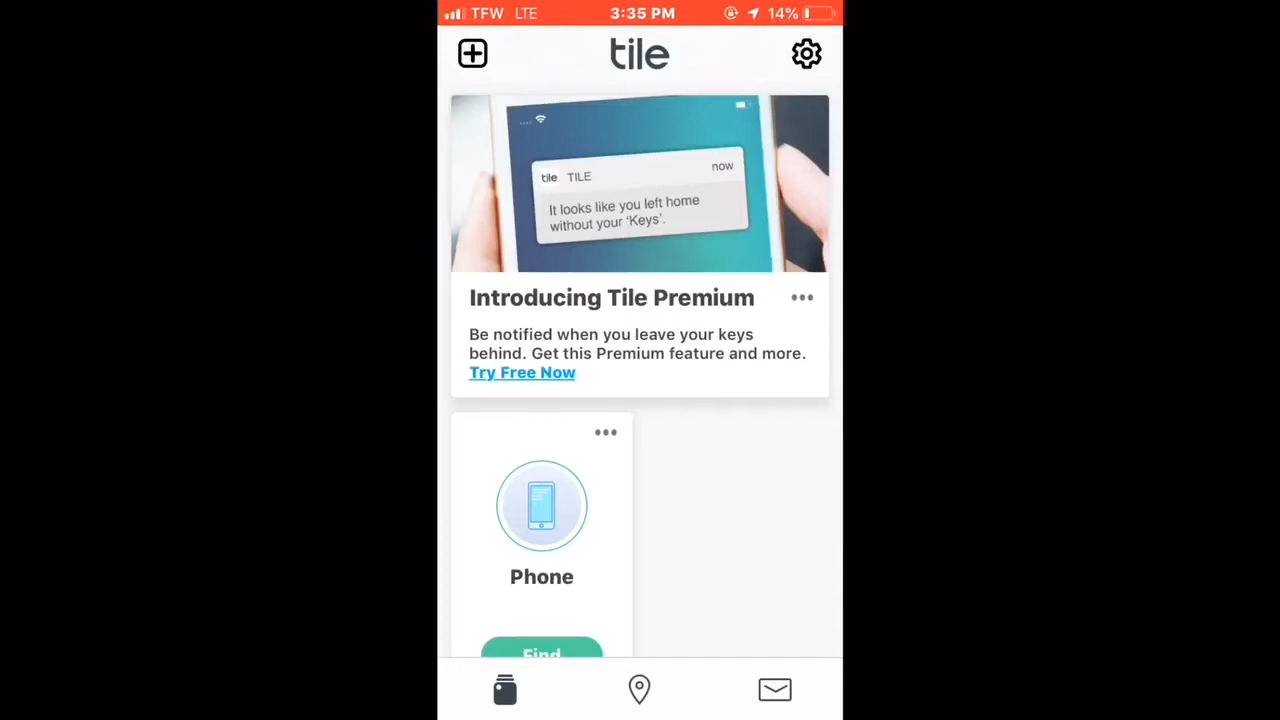 TFW LTE 3:35 PM 14%
tile
tile TILE now
It looks like you left home
without your ‘Keys’.
Introducing Tile Premium
Be notified when you leave your keys
behind. Get this Premium feature and more.
Try Free Now
Phone
Find